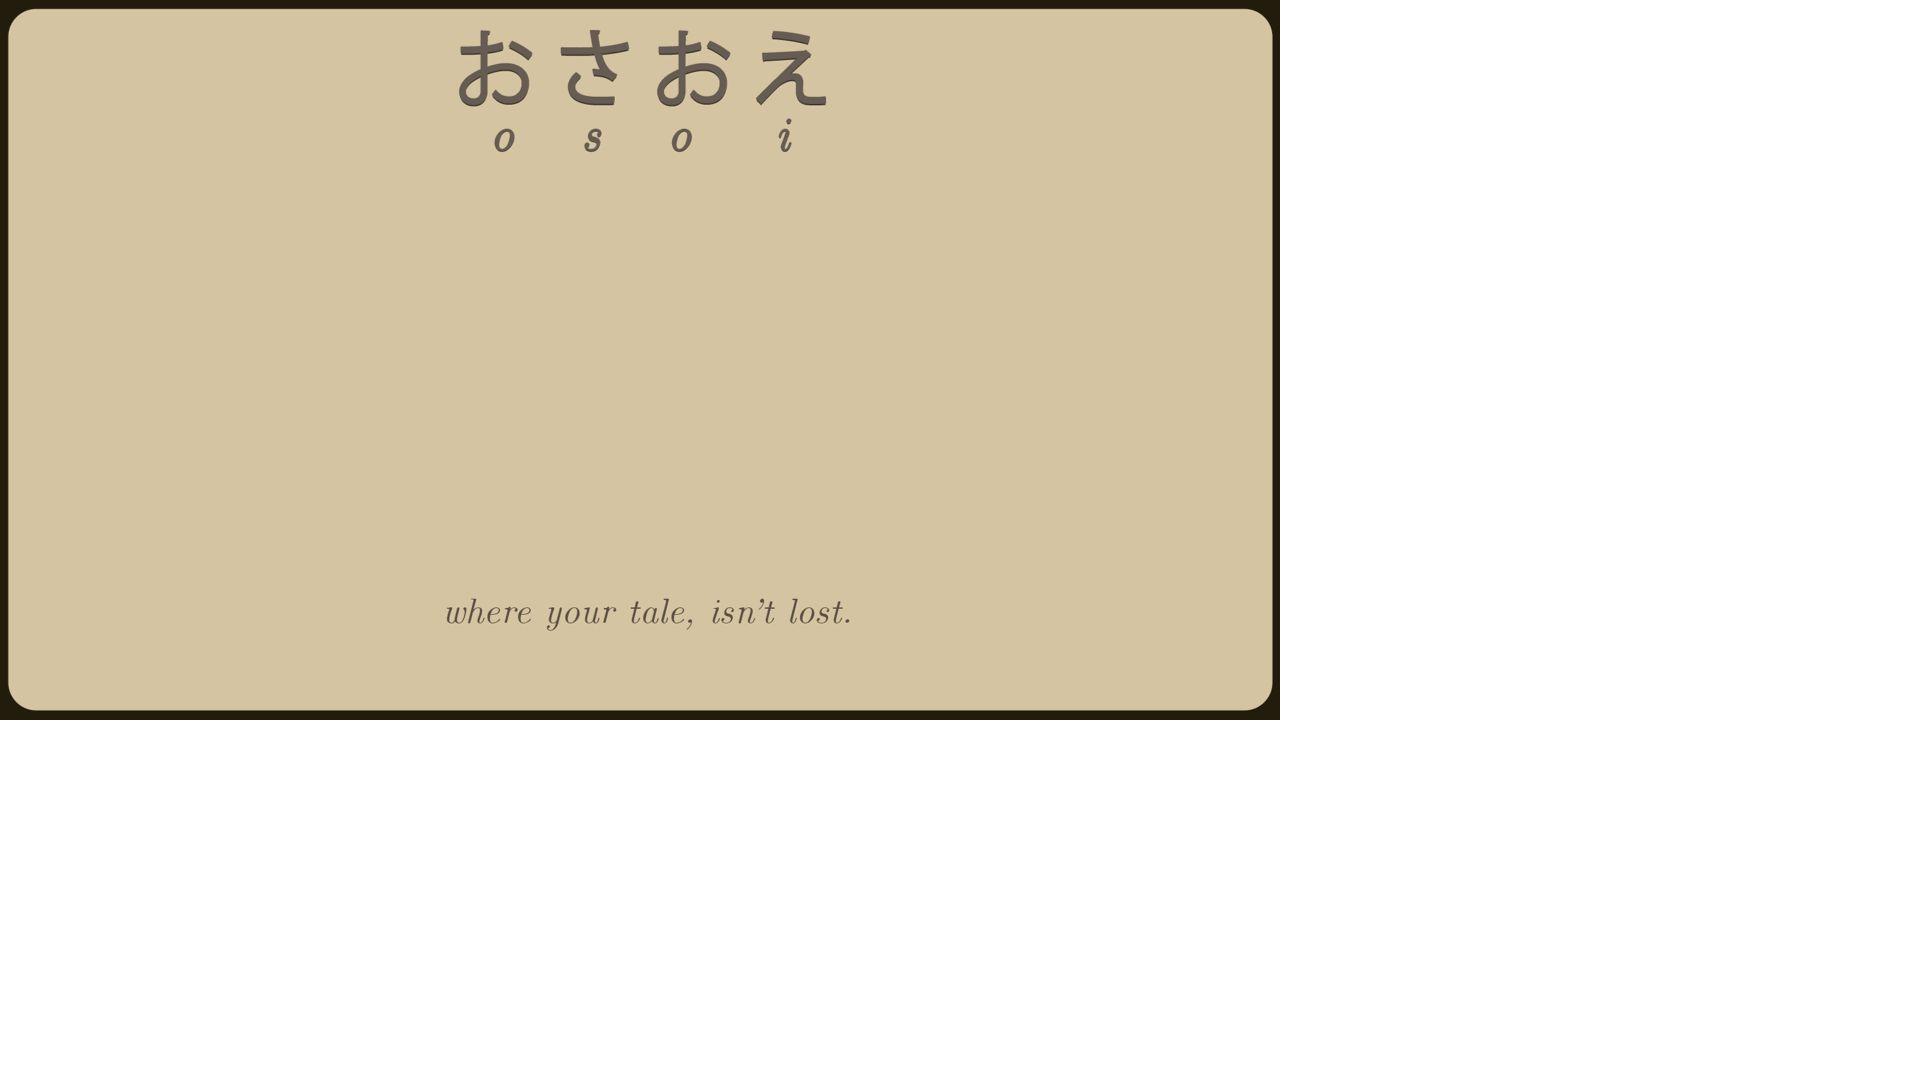 おさおえ
o s o i
where your tale, isn't lost.